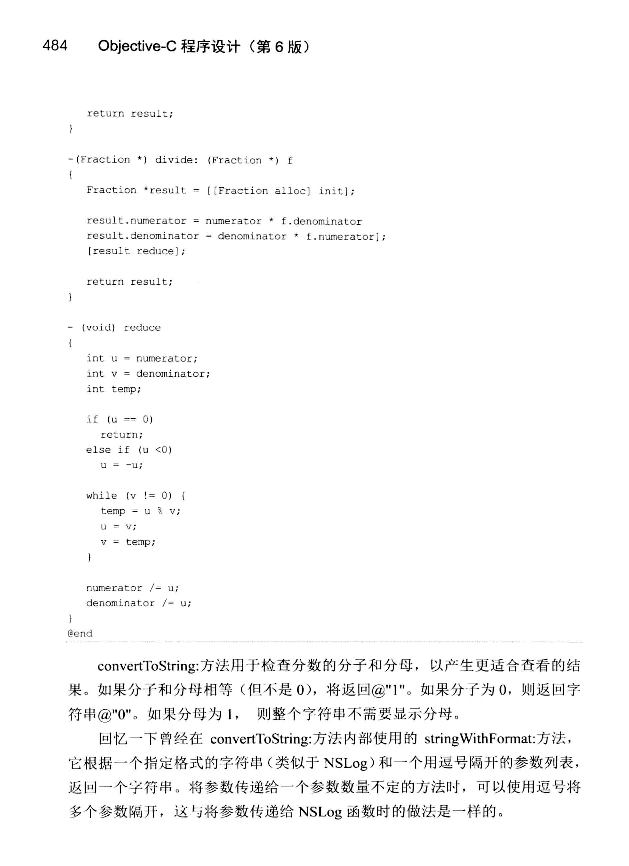 484 Objective-C 程序设计（第 6 版）
return result;
}
-(Fraction *) divide: (Fraction *) f
{
Fraction *result = [[Fraction alloc] init];
result.numerator = numerator * f.denominator
result.denominator = denominator * f.numerator];
[result reduce];
return result;
}
- (void) reduce
{
int u = numerator;
int v = denominator;
int temp;
if (u == 0)
return;
else if (u <0)
u = -u;
while (v != 0) {
temp = u % v;
u = v;
v = temp;
}
numerator /= u;
denominator /= u;
}
@end
convertToString:方法用于检查分数的分子和分母，以产生更适合查看的结
果。如果分子和分母相等（但不是 0），将返回@"1"。如果分子为 0，则返回字
符串@"0"。如果分母为 1， 则整个字符串不需要显示分母。
回忆一下曾经在 convertToString:方法内部使用的 stringWithFormat:方法，
它根据一个指定格式的字符串（类似于 NSLog）和一个用逗号隔开的参数列表，
返回一个字符串。将参数传递给一个参数数量不定的方法时，可以使用逗号将
多个参数隔开，这与将参数传递给 NSLog 函数时的做法是一样的。